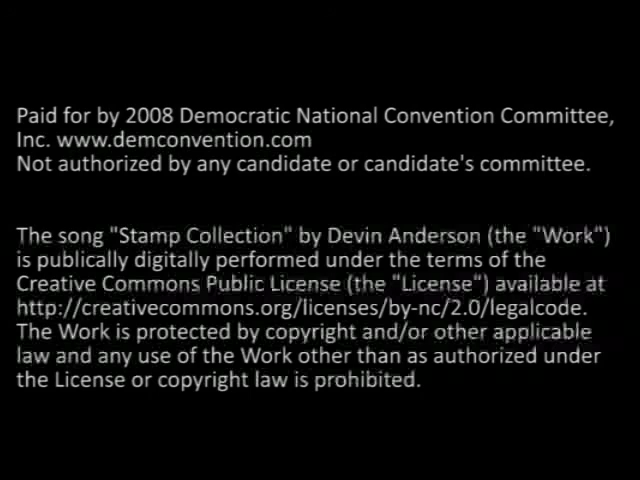 Paid for by 2008 Democratic National Convention Committee,
Inc. www.demconvention.com
Not authorized by any candidate or candidate's committee.
The song "Stamp Collection" by Devin Anderson (the "Work")
is publically digitally performed under the terms of the
Creative Commons Public License (the "License") available at
http://creativecommons.org/licenses/by-nc/2.0/legalcode.
The Work is protected by copyright and/or other applicable
law and any use of the Work other than as authorized under
the License or copyright law is prohibited.